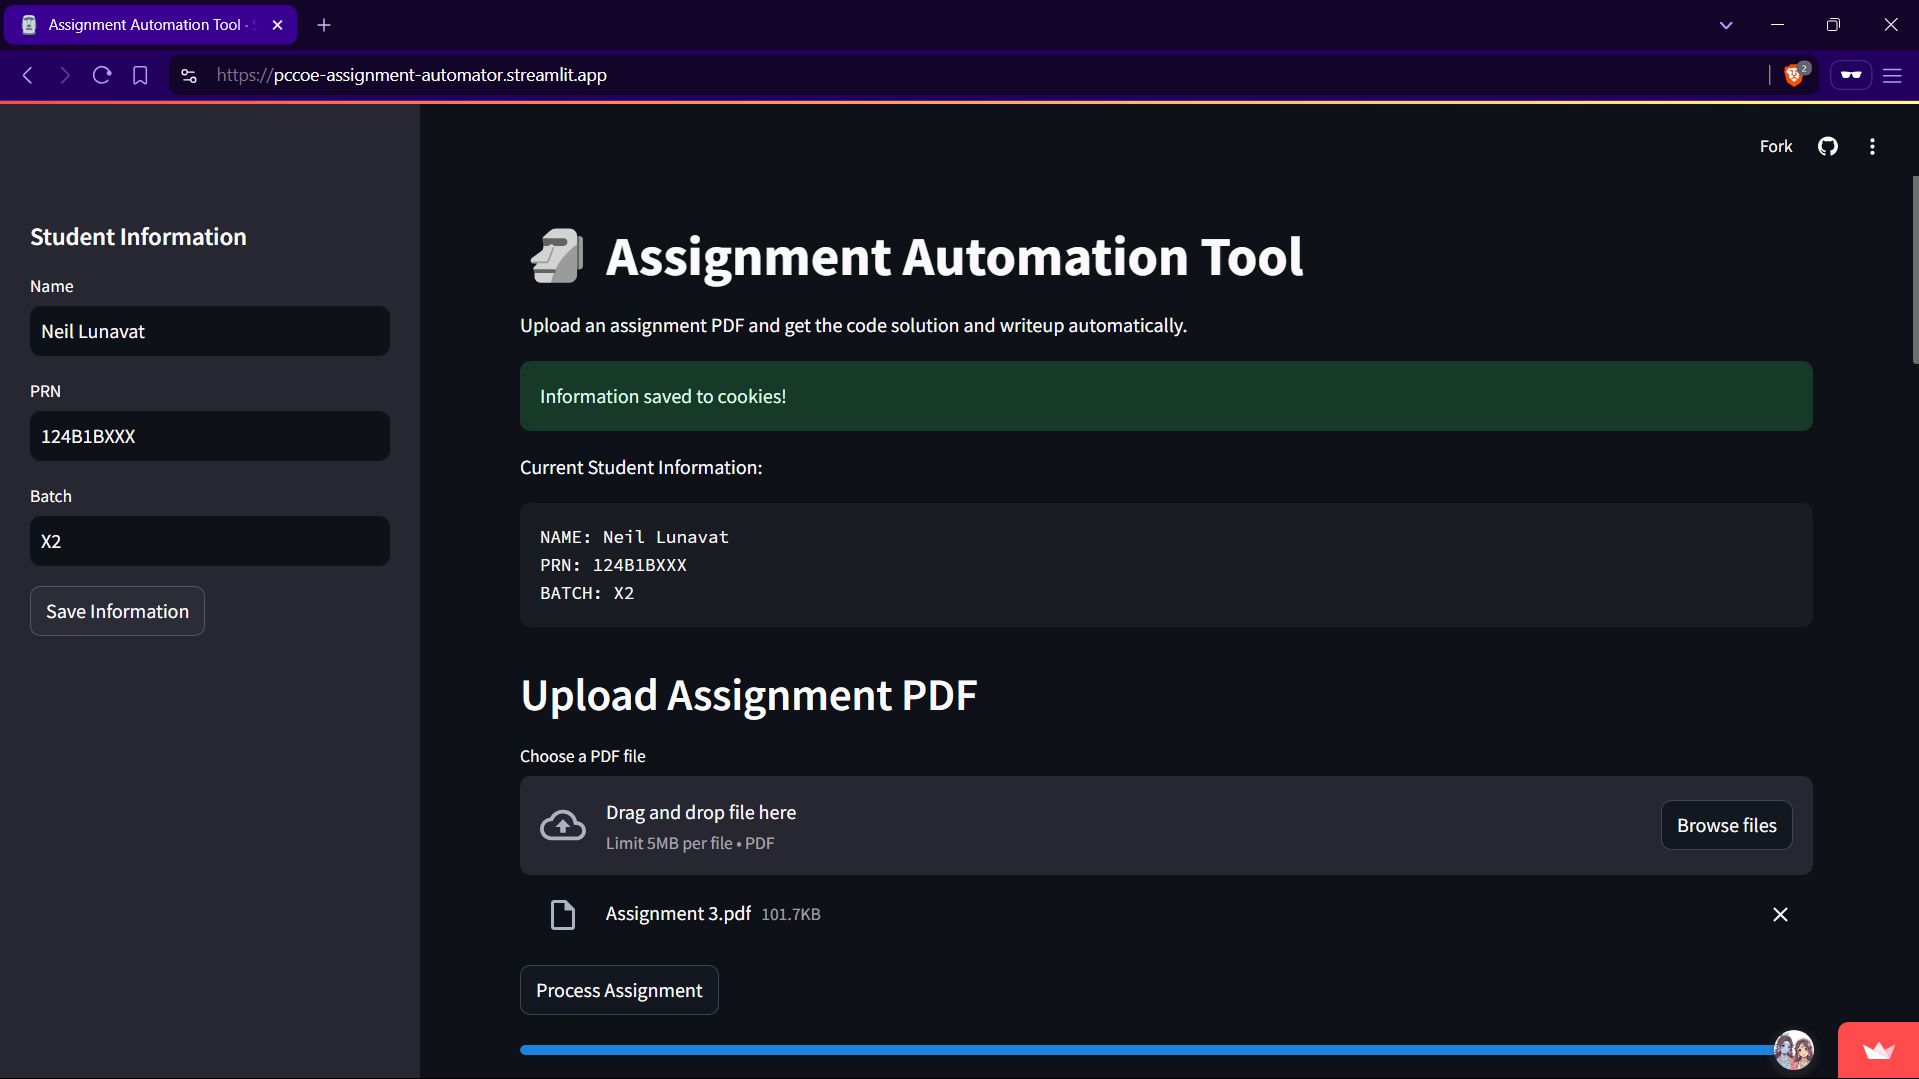 Assignment Automation Tool ·
https://pccoe-assignment-automator.streamlit.app
2
Fork
Student Information
Name
Neil Lunavat
PRN
124B1BXXX
Batch
X2
Save Information
Assignment Automation Tool
Upload an assignment PDF and get the code solution and writeup automatically.
Information saved to cookies!
Current Student Information:
NAME: Neil Lunavat
PRN: 124B1BXXX
BATCH: X2
Upload Assignment PDF
Choose a PDF file
Drag and drop file here
Limit 5MB per file • PDF
Browse files
Assignment 3.pdf 101.7KB
Process Assignment